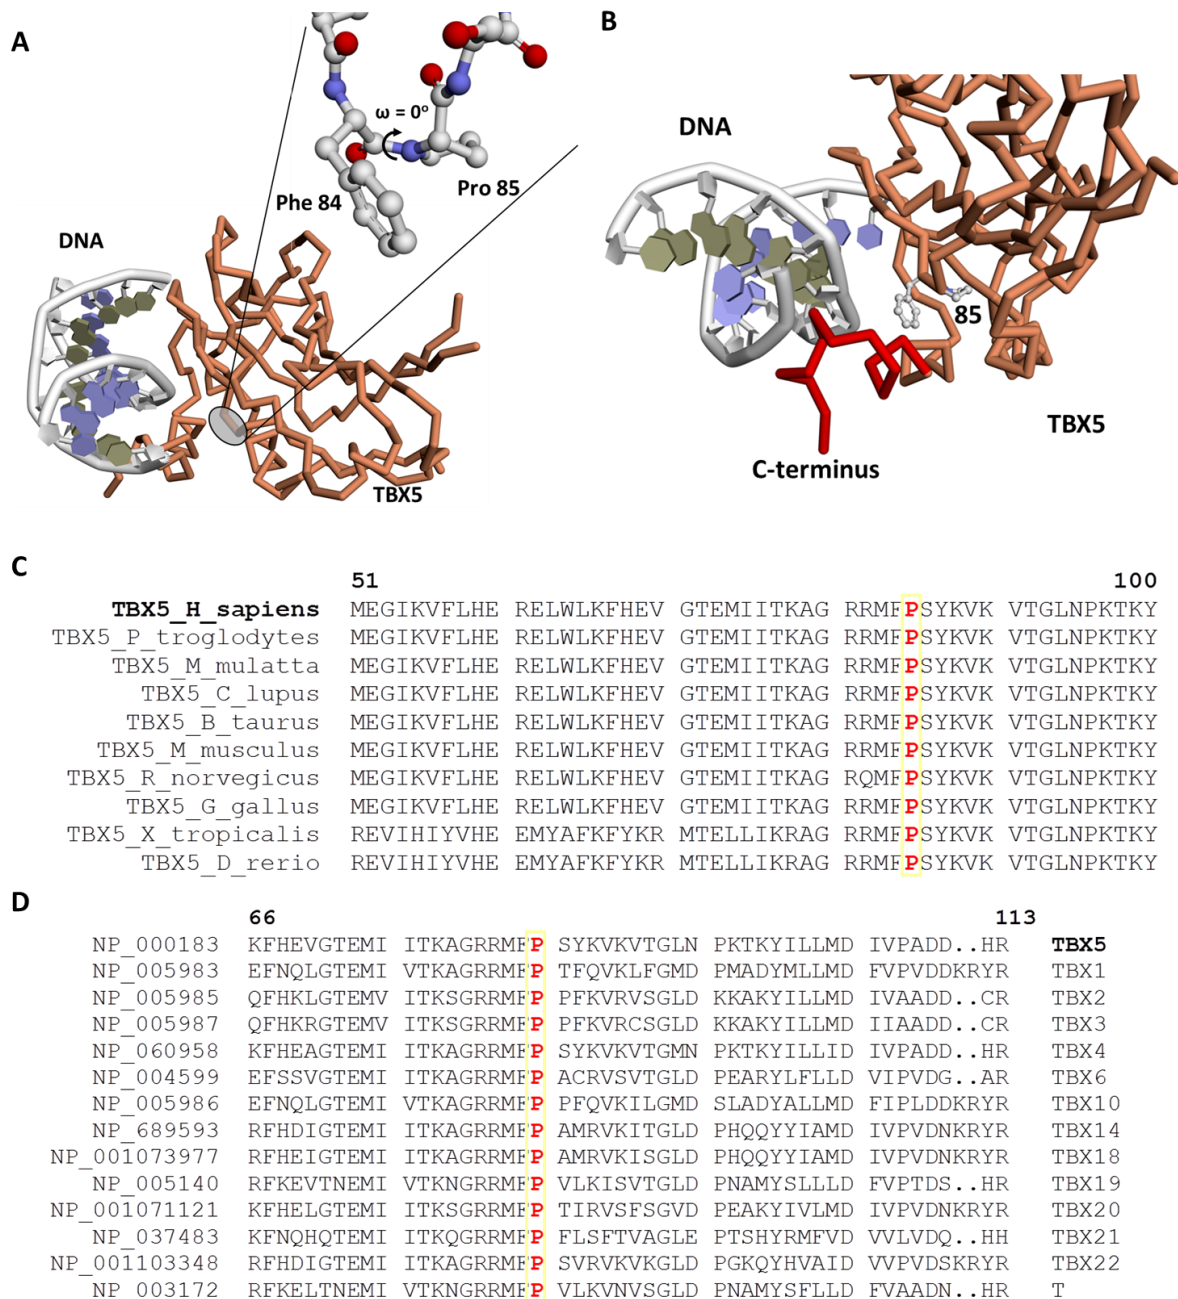 A
B
ω = 0°
Phe 84
Pro 85
DNA
TBX5
DNA
85
TBX5
C-terminus
C
51 100
TBX5_H_sapiens MEGIKVFLHE RELWLKFHEV GTEMIITKAG RRMFPSYKVK VTGLNPKTKY
TBX5_P_troglodytes MEGIKVFLHE RELWLKFHEV GTEMIITKAG RRMFPSYKVK VTGLNPKTKY
TBX5_M_mulatta MEGIKVFLHE RELWLKFHEV GTEMIITKAG RRMFPSYKVK VTGLNPKTKY
TBX5_C_lupus MEGIKVFLHE RELWLKFHEV GTEMIITKAG RRMFPSYKVK VTGLNPKTKY
TBX5_B_taurus MEGIKVFLHE RELWLKFHEV GTEMIITKAG RRMFPSYKVK VTGLNPKTKY
TBX5_M_musculus MEGIKVFLHE RELWLKFHEV GTEMIITKAG RRMFPSYKVK VTGLNPKTKY
TBX5_R_norvegicus MEGIKVFLHE RELWLKFHEV GTEMIITKAG RQMFPSYKVK VTGLNPKTKY
TBX5_G_gallus MEGIKVFLHE RELWLKFHEV GTEMIITKAG RRMFPSYKVK VTGLNPKTKY
TBX5_X_tropicalis REVIHIYVHE EMYAFKFYKR MTELLIKRAG RRMFPSYKVK VTGLNPKTKY
TBX5_D_rerio REVIHIYVHE EMYAFKFYKR MTELLIKRAG RRMFPSYKVK VTGLNPKTKY
D
66 113
NP_000183 KFHEVGTEMI ITKAGRRMFP SYKVKVTGLN PKTKYILLMD IVPADD..HR TBX5
NP_005983 EFNQLGTEMI VTKAGRRMFP TFQVKLFGMD PMADYMLLMD FVPVDDKRYR TBX1
NP_005985 QFHKLGTEMV ITKSGRRMFP PFKVRVSGLD KKAKYILLMD IVAADD..CR TBX2
NP_005987 QFHKRGTEMV ITKSGRRMFP PFKVRCSGLD KKAKYILLMD IIAADD..CR TBX3
NP_060958 KFHEAGTEMI ITKAGRRMFP SYKVKVTGMN PKTKYILLID IVPADD..HR TBX4
NP_004599 EFSSVGTEMI ITKAGRRMFP ACRVSVTGLD PEARYLFLLD VIPVDG..AR TBX6
NP_005986 EFNQLGTEMI VTKAGRRMFP PFQVKILGMD SLADYALLMD FIPLDDKRYR TBX10
NP_689593 RFHDIGTEMI ITKAGRRMFP AMRVKITGLD PHQQYYIAMD IVPVDNKRYR TBX14
NP_001073977 RFHEIGTEMI ITKAGRRMFP AMRVKISGLD PHQQYYIAMD IVPVDNKRYR TBX18
NP_005140 RFKEVTNEMI VTKNGRRMFP VLKISVTGLD PNAMYSLLLD FVPTDS..HR TBX19
NP_001071121 KFHELGTEMI ITKSGRRMFP TIRVSFSGVD PEAKYIVLMD IVPVDNKRYR TBX20
NP_037483 KFNQHQTEMI ITKQGRRMFP FLSFTVAGLE PTSHYRMFVD VVLVDQ..HH TBX21
NP_001103348 RFHDIGTEMI ITKAGRRMFP SVRVKVKGLD PGKQYHVAID VVPVDSKRYR TBX22
NP_003172 RFKELTNEMI VTKNGRRMFP VLKVNVSGLD PNAMYSFLLD FVAADN..HR T